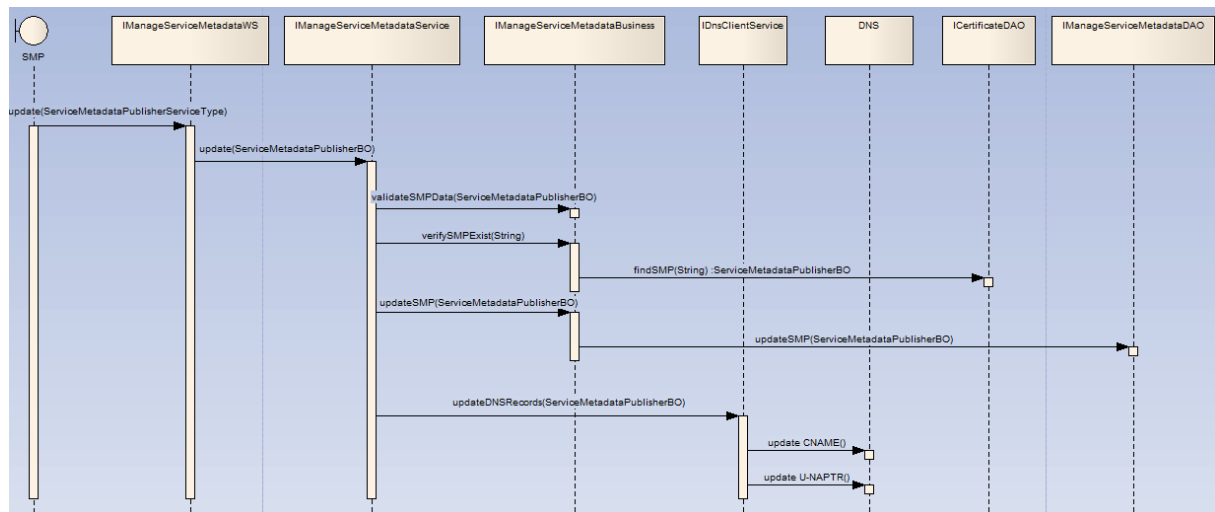 IManageServiceMetadataWS
IManageServiceMetadataService
IManageServiceMetadataBusiness
IDnsClientService
DNS
ICertificateDAO
IManageServiceMetadataDAO
SMP
update(ServiceMetadataPublisherServiceType)
update(ServiceMetadataPublisherBO)
validateSMPData(ServiceMetadataPublisherBO)
verifySMPExist(String)
findSMP(String) :ServiceMetadataPublisherBO
updateSMP(ServiceMetadataPublisherBO)
updateSMP(ServiceMetadataPublisherBO)
updateDNSRecords(ServiceMetadataPublisherBO)
update CNAME()
update U-NAPTR()